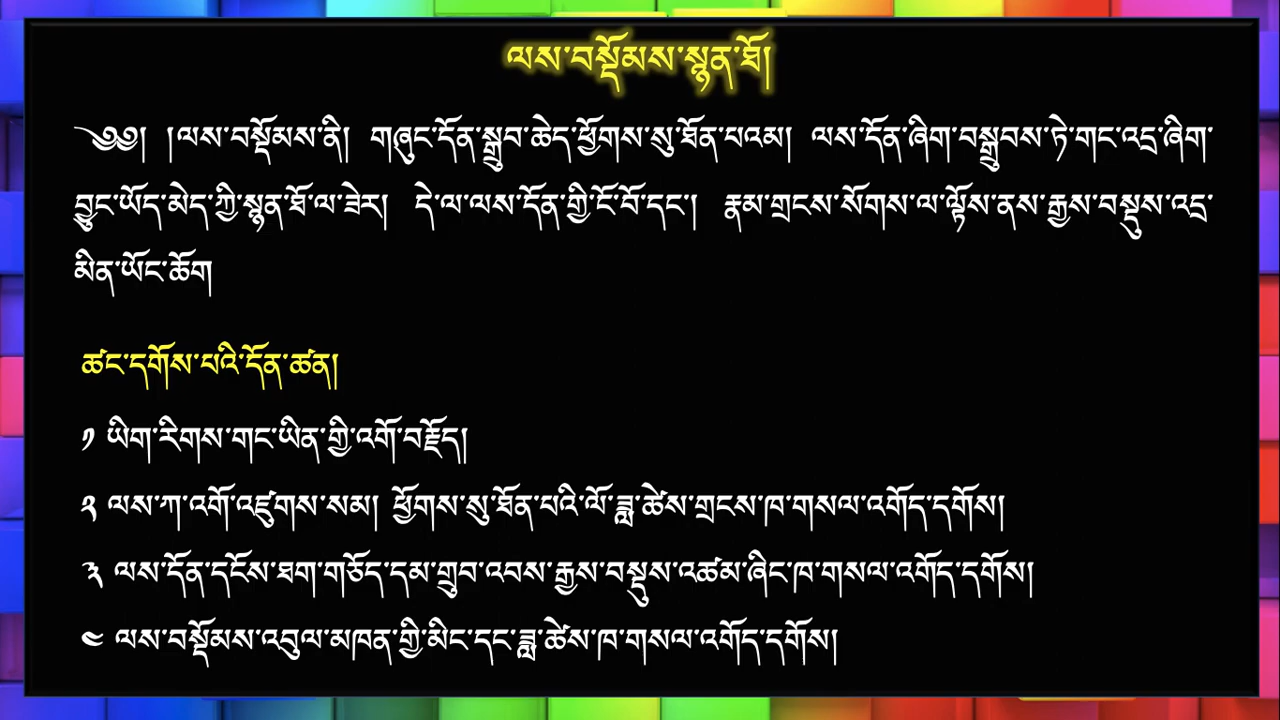 ལས་བསྡོམས་སྙན་ཐོ།
༄༅། །ལས་བསྡོམས་ནི། གཞུང་དོན་སྒྲུབ་ཆེད་ཕྱོགས་སུ་ཐོན་པའམ། ལས་དོན་ཞིག་བསྒྲུབས་ཏེ་གང་འདྲ་ཞིག་
བྱུང་ཡོད་མེད་ཀྱི་སྙན་ཐོ་ལ་ཟེར། དེ་ལ་ལས་དོན་གྱི་ངོ་བོ་དང་། རྣམ་གྲངས་སོགས་ལ་ལྟོས་ནས་རྒྱས་བསྡུས་འདྲ་
མིན་ཡོང་ཆོག
ཚང་དགོས་པའི་དོན་ཚན།
༡ ཡིག་རིགས་གང་ཡིན་གྱི་འགོ་བརྗོད།
༢ ལས་ཀ་འགོ་འཛུགས་སམ། ཕྱོགས་སུ་ཐོན་པའི་ལོ་ཟླ་ཚེས་གྲངས་ཁ་གསལ་འགོད་དགོས།
༣ ལས་དོན་དངོས་ཐག་གཅོད་དམ་གྲུབ་འབས་རྒྱས་བསྡུས་འཚམ་ཞིང་ཁ་གསལ་འགོད་དགོས།
༤ ལས་བསྡོམས་འབུལ་མཁན་གྱི་མིང་དང་ཟླ་ཚེས་ཁ་གསལ་འགོད་དགོས།